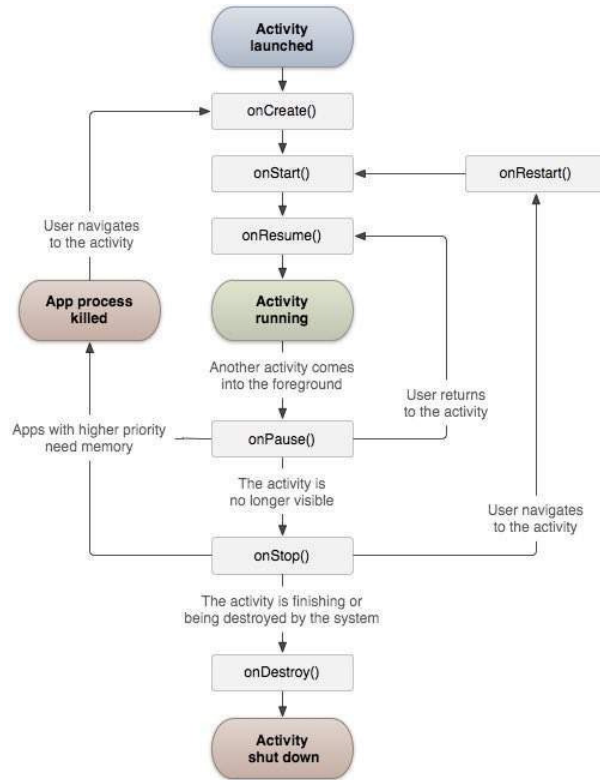 Activity
launched
onCreate()
onStart()
onRestart()
User navigates
to the activity
onResume()
App process
killed
Activity
running
Another activity comes
into the foreground
User returns
to the activity
Apps with higher priority
need memory
onPause()
The activity is
no longer visible
User navigates
to the activity
onStop()
The activity is finishing or
being destroyed by the system
onDestroy()
Activity
shut down